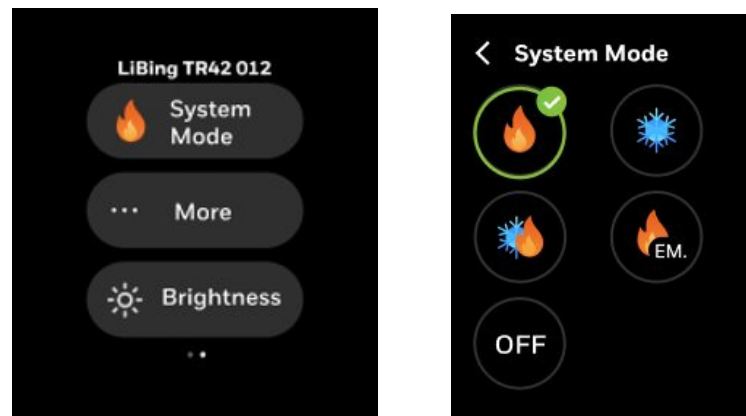 LiBing TR42 012
System
Mode
More
Brightness
System Mode
EM.
OFF